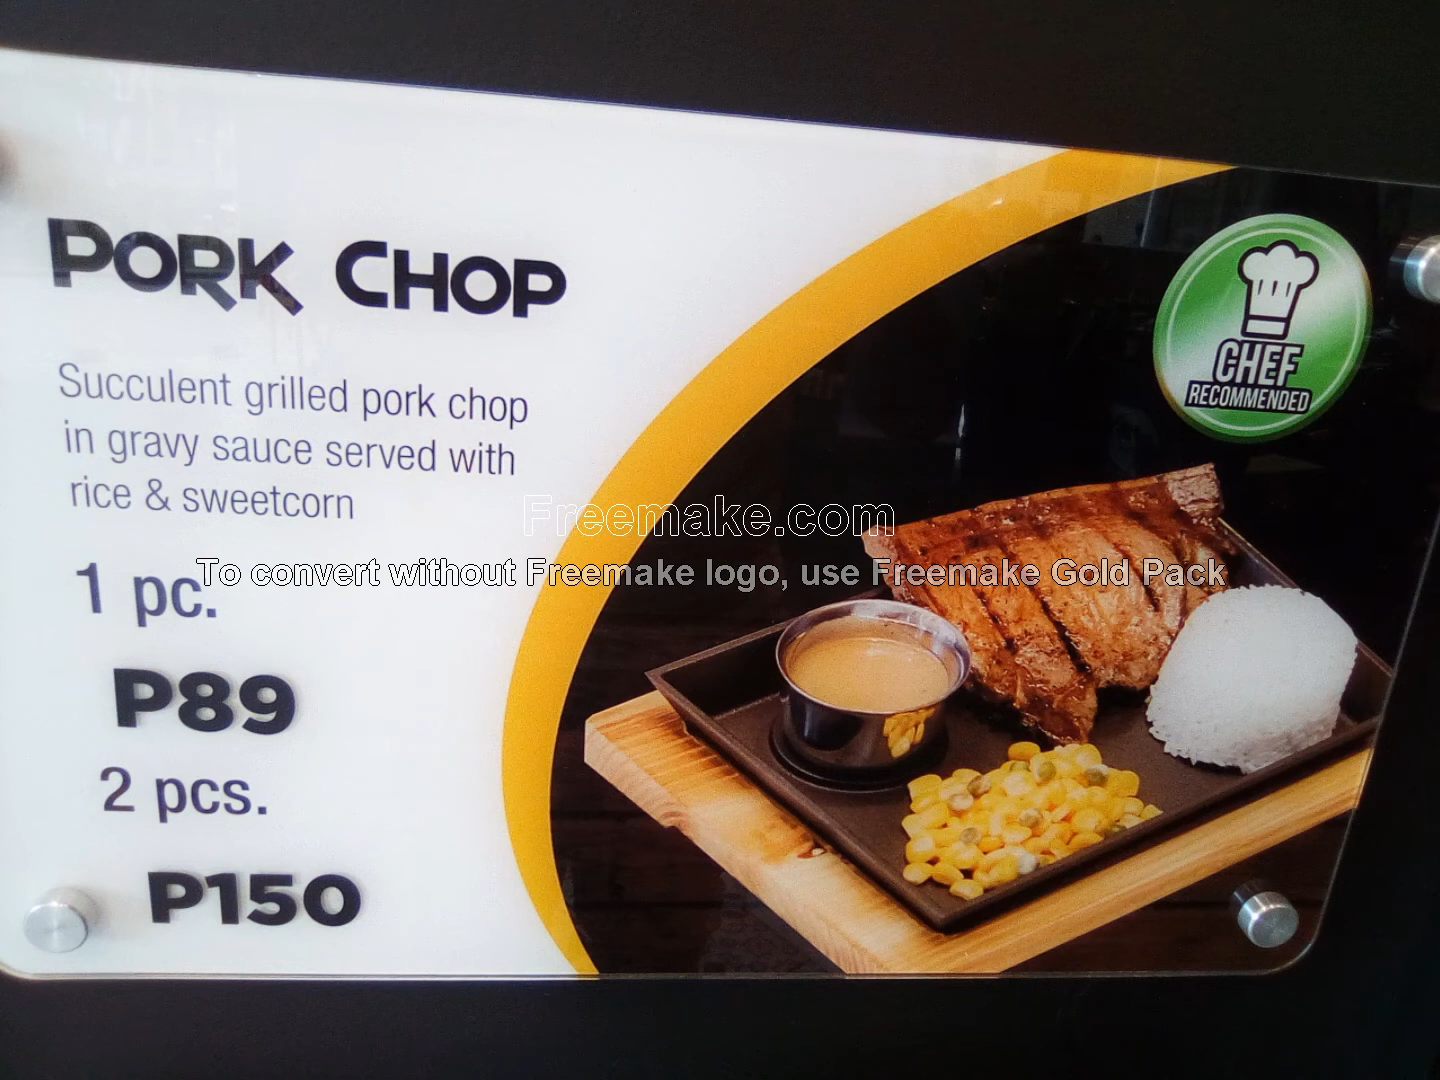 PORK CHOP
Succulent grilled pork chop
in gravy sauce served with
rice & sweetcorn
1 pc.
P89
2 pcs.
P150
CHEF
RECOMMENDED
Freemake.com
To convert without Freemake logo, use Freemake Gold Pack